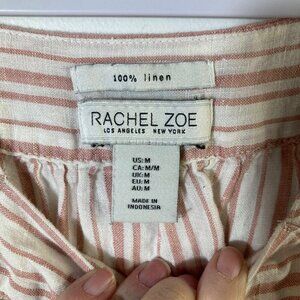 100% linen
RACHEL ZOE
LOS ANGELES NEW YORK
US:M
CA:M/M
UK:M
EU:M
AU:M
MADE IN
INDONESIA